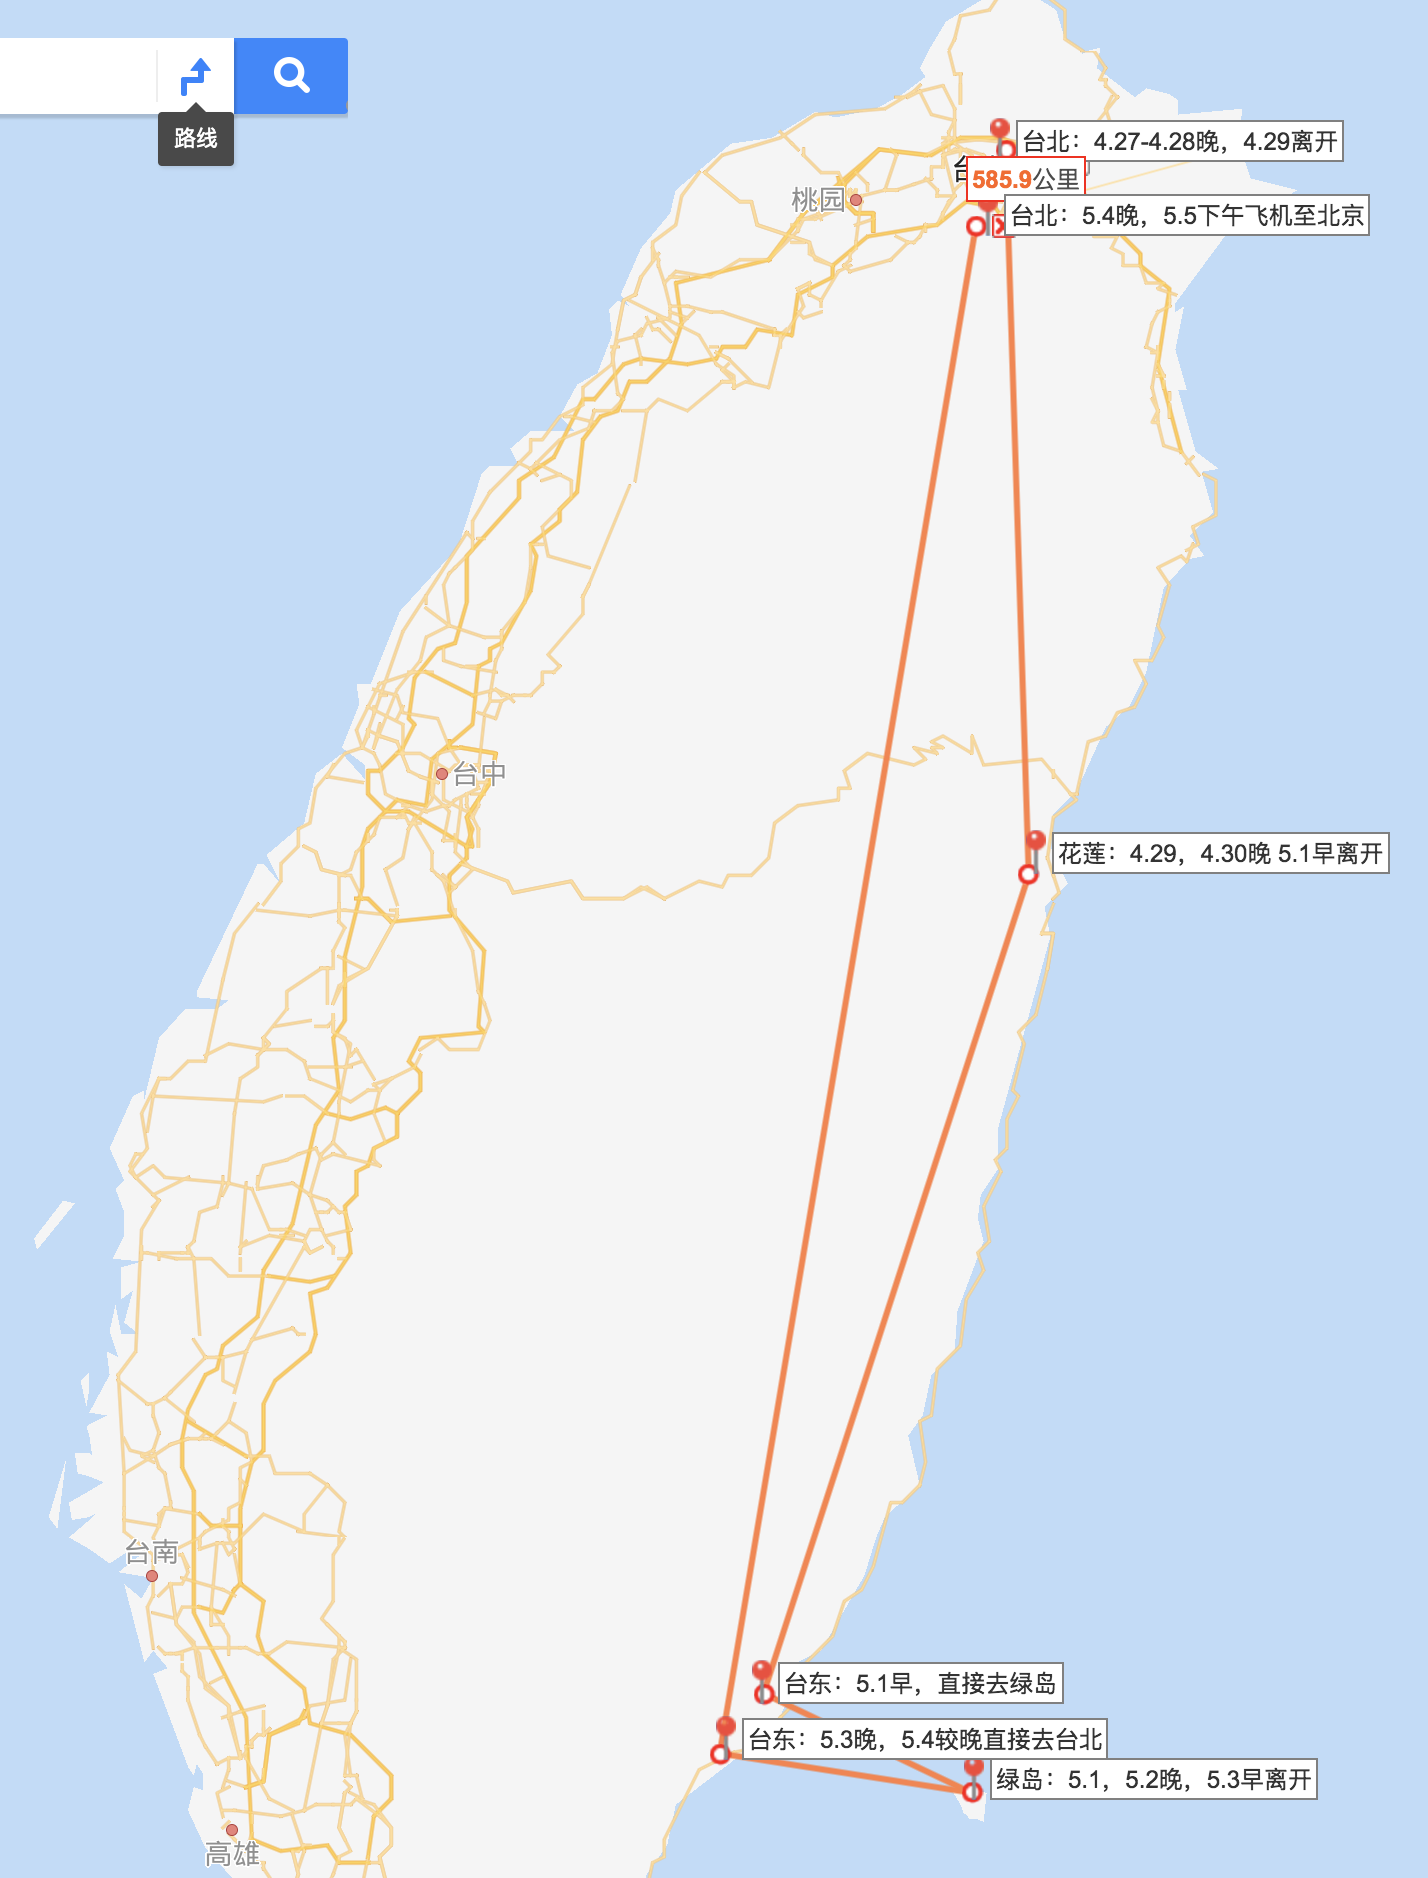 路线
台北：4.27-4.28晚，4.29离开
台
585.9公里
桃园
台北：5.4晚，5.5下午飞机至北京
台中
花莲：4.29，4.30晚 5.1早离开
台南
台东：5.1早，直接去绿岛
台东：5.3晚，5.4较晚直接去台北
绿岛：5.1，5.2晚，5.3早离开
高雄